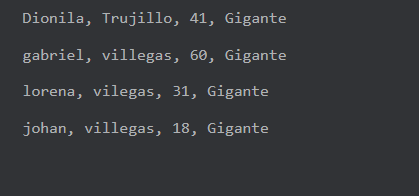 Dionila, Trujillo, 41, Gigante
gabriel, villegas, 60, Gigante
lorena, vilegas, 31, Gigante
johan, villegas, 18, Gigante